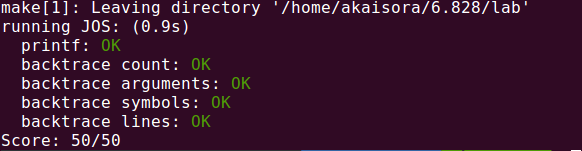 make[1]: Leaving directory '/home/akaisora/6.828/lab'
running JOS: (0.9s)
  printf: OK
  backtrace count: OK
  backtrace arguments: OK
  backtrace symbols: OK
  backtrace lines: OK
Score: 50/50